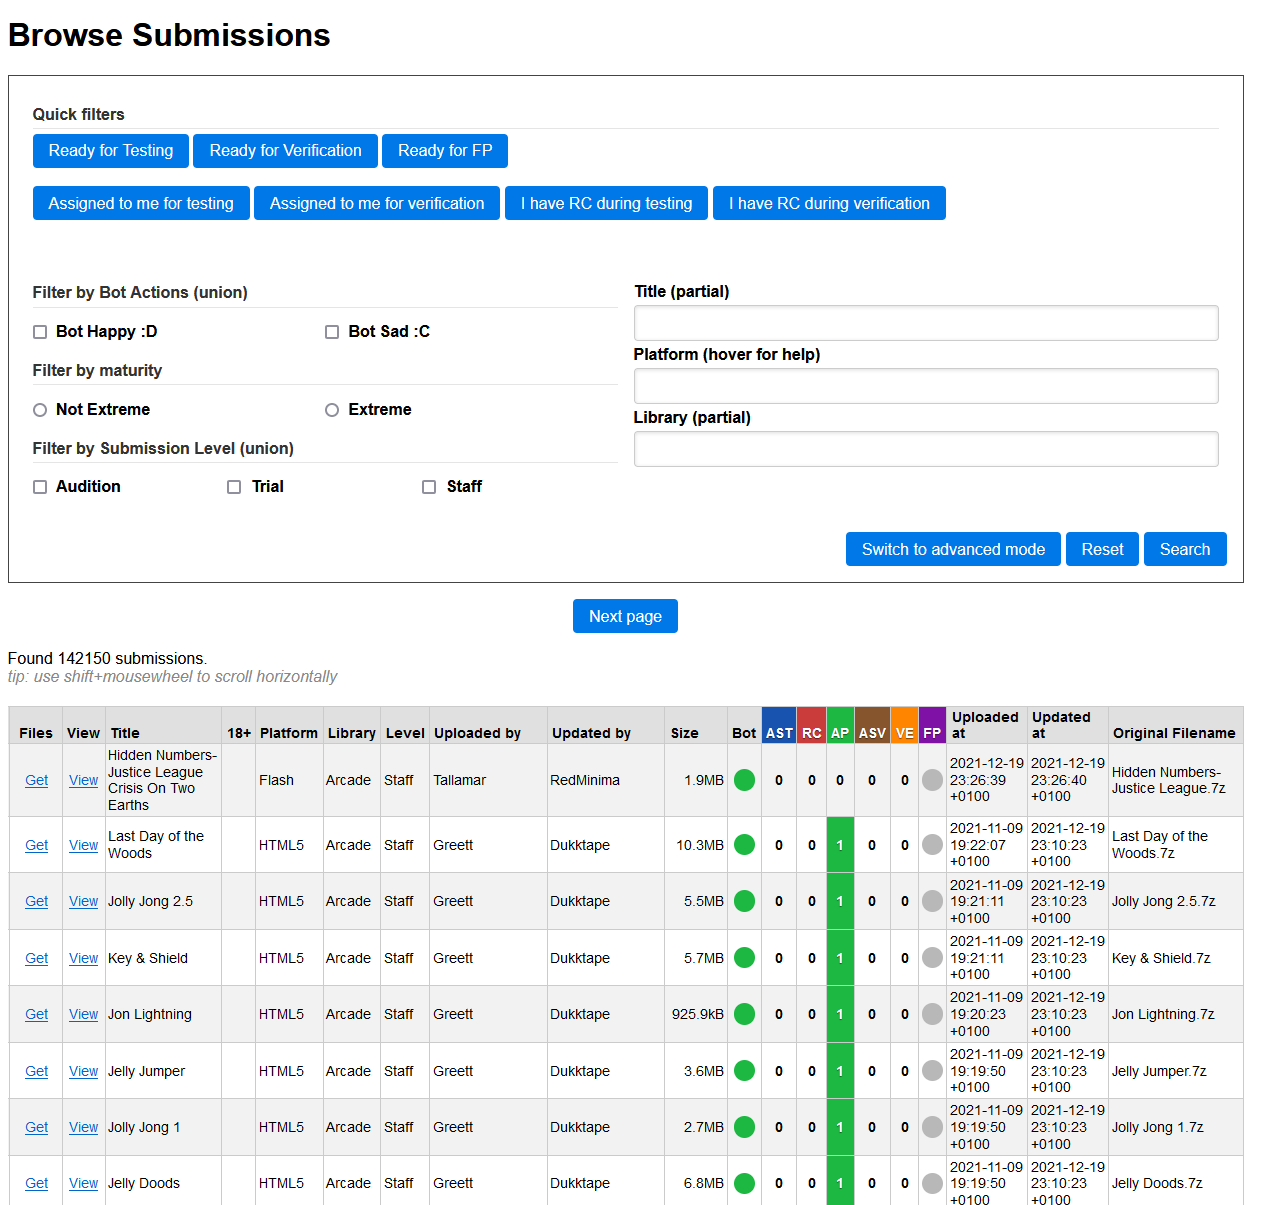 Browse Submissions
Quick filters
Ready for Testing Ready for Verification Ready for FP
Assigned to me for testing Assigned to me for verification I have RC during testing I have RC during verification
Filter by Bot Actions (union)
Bot Happy :D Bot Sad :C
Filter by maturity
Not Extreme Extreme
Filter by Submission Level (union)
Audition Trial Staff
Title (partial)
Platform (hover for help)
Library (partial)
Switch to advanced mode Reset Search
Next page
Found 142150 submissions.
tip: use shift+mousewheel to scroll horizontally
Files View Title 18+ Platform Library Level Uploaded by Updated by Size Bot AST RC AP ASV VE FP Uploaded at Updated at Original Filename
Get View Hidden Numbers-Justice League Crisis On Two Earths Flash Arcade Staff Tallamar RedMinima 1.9MB 0 0 0 0 0 2021-12-19 23:26:39 +0100 2021-12-19 23:26:40 +0100 Hidden Numbers-Justice League.7z
Get View Last Day of the Woods HTML5 Arcade Staff Greett Dukktape 10.3MB 0 0 1 0 0 2021-11-09 19:22:07 +0100 2021-12-19 23:10:23 +0100 Last Day of the Woods.7z
Get View Jolly Jong 2.5 HTML5 Arcade Staff Greett Dukktape 5.5MB 0 0 1 0 0 2021-11-09 19:21:11 +0100 2021-12-19 23:10:23 +0100 Jolly Jong 2.5.7z
Get View Key & Shield HTML5 Arcade Staff Greett Dukktape 5.7MB 0 0 1 0 0 2021-11-09 19:21:11 +0100 2021-12-19 23:10:23 +0100 Key & Shield.7z
Get View Jon Lightning HTML5 Arcade Staff Greett Dukktape 925.9kB 0 0 1 0 0 2021-11-09 19:20:23 +0100 2021-12-19 23:10:23 +0100 Jon Lightning.7z
Get View Jelly Jumper HTML5 Arcade Staff Greett Dukktape 3.6MB 0 0 1 0 0 2021-11-09 19:19:50 +0100 2021-12-19 23:10:23 +0100 Jelly Jumper.7z
Get View Jolly Jong 1 HTML5 Arcade Staff Greett Dukktape 2.7MB 0 0 1 0 0 2021-11-09 19:19:50 +0100 2021-12-19 23:10:23 +0100 Jolly Jong 1.7z
Get View Jelly Doods HTML5 Arcade Staff Greett Dukktape 6.8MB 0 0 1 0 0 2021-11-09 19:19:50 +0100 2021-12-19 23:10:23 +0100 Jelly Doods.7z